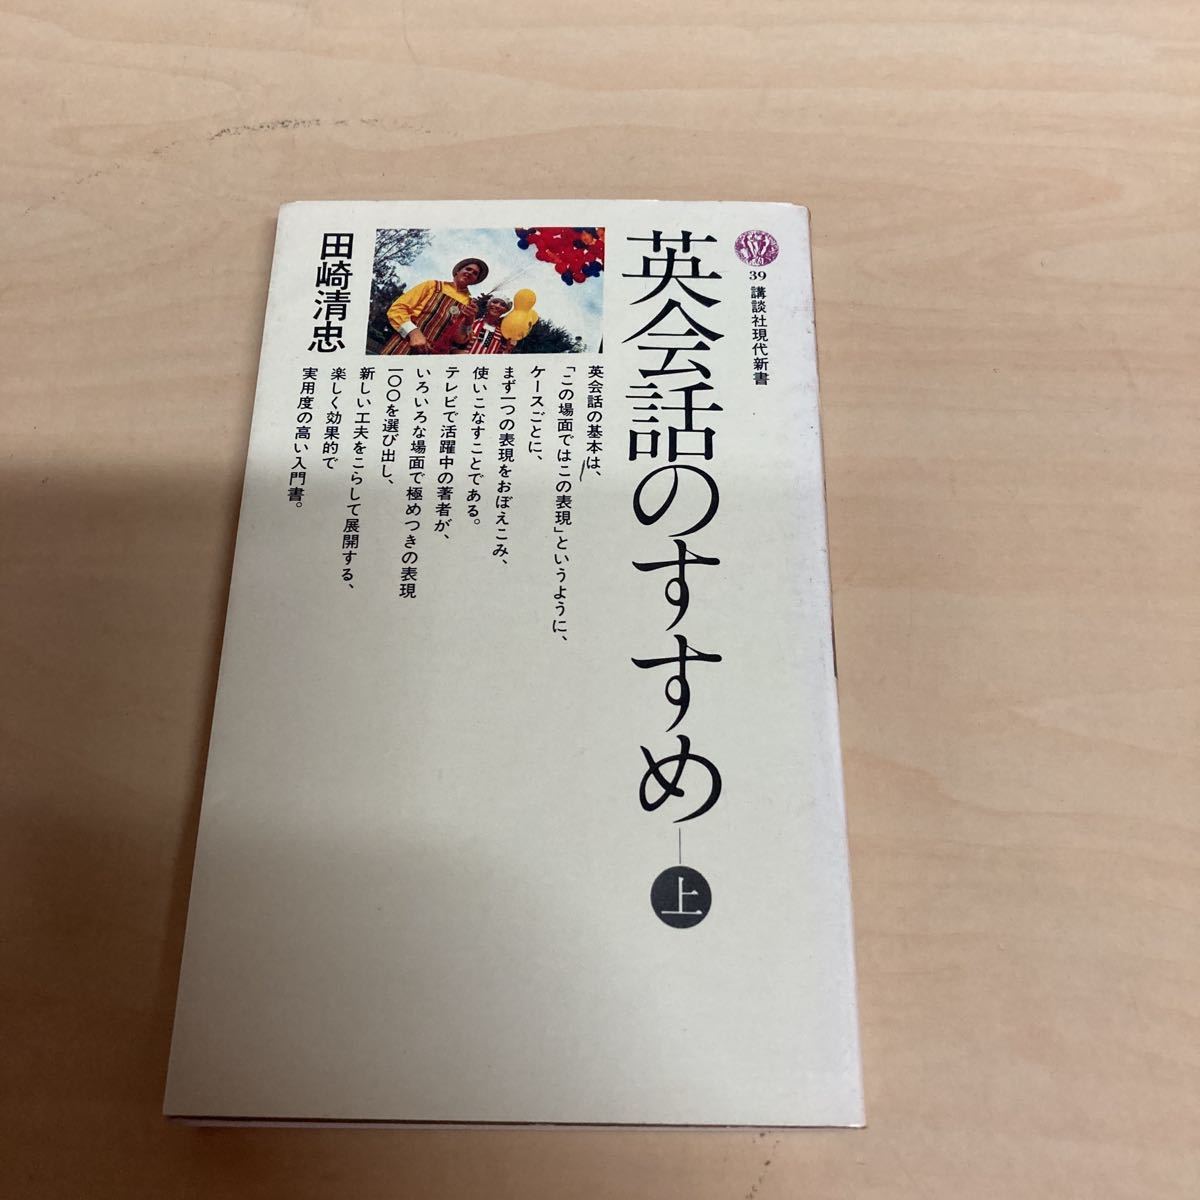 39
講談社現代新書
英会話のすすめ─上
田崎清忠
英会話の基本は、
「この場面ではこの表現」というように、
ケースごとに、
まず一つの表現をおぼえこみ、
使いこなすことである。
テレビで活躍中の著者が、
いろいろな場面で極めつきの表現
一〇〇を選び出し、
新しい工夫をこらして展開する、
楽しく効果的で
実用度の高い入門書。